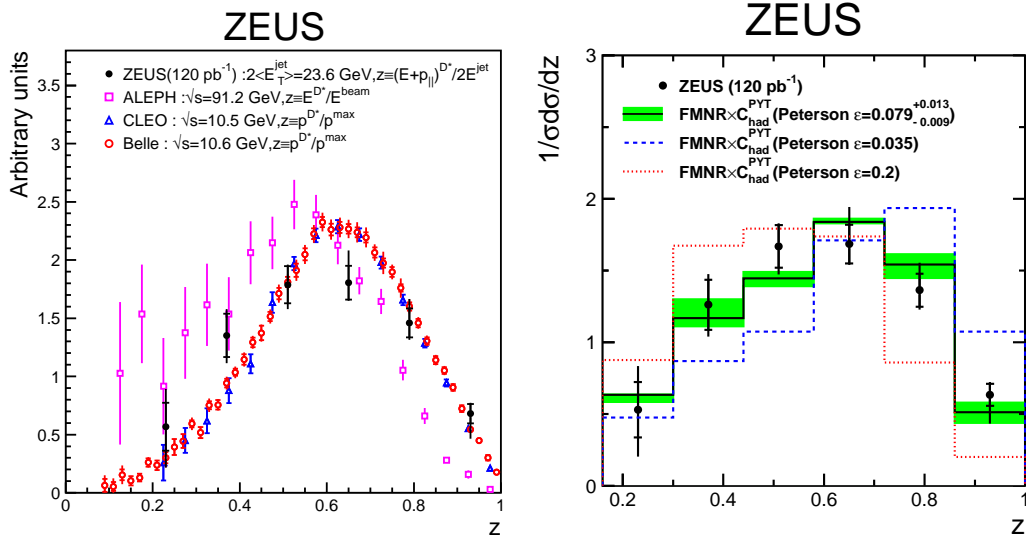 ZEUS
Arbitrary units
3.5
3
2.5
2
1.5
1
0.5
0
ZEUS(120 pb⁻¹) :2<E_T^jet>=23.6 GeV,z≡(E+p_||)^D*/2E^jet
ALEPH :√s=91.2 GeV,z≡E^D*/E^beam
CLEO : √s=10.5 GeV,z≡p^D*/p^max
Belle : √s=10.6 GeV,z≡p^D*/p^max
0 0.2 0.4 0.6 0.8 1
z
ZEUS
1/σdσ/dz
3
2
1
0
ZEUS (120 pb⁻¹)
FMNR×C_had^PYT(Peterson ε=0.079^+0.013_-0.009)
FMNR×C_had^PYT(Peterson ε=0.035)
FMNR×C_had^PYT(Peterson ε=0.2)
0.2 0.4 0.6 0.8 1
z